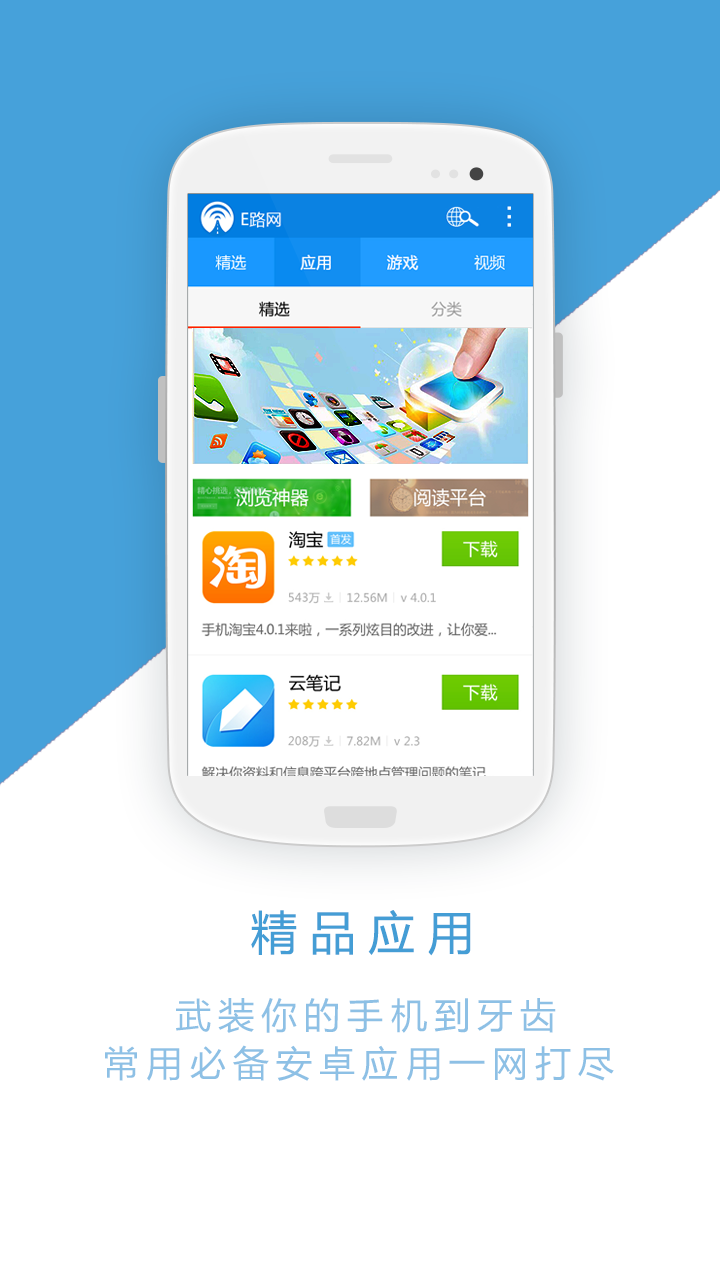 E路网
精选 应用 游戏 视频
精选 分类
浏览神器 阅读平台
淘宝 首发
下载
543万 12.56M v 4.0.1
手机淘宝4.0.1来啦，一系列炫目的改进，让你爱...
云笔记
下载
208万 7.82M v 2.3
解决你资料和信息跨平台跨地点管理问题的笔记
精品应用
武装你的手机到牙齿
常用必备安卓应用一网打尽